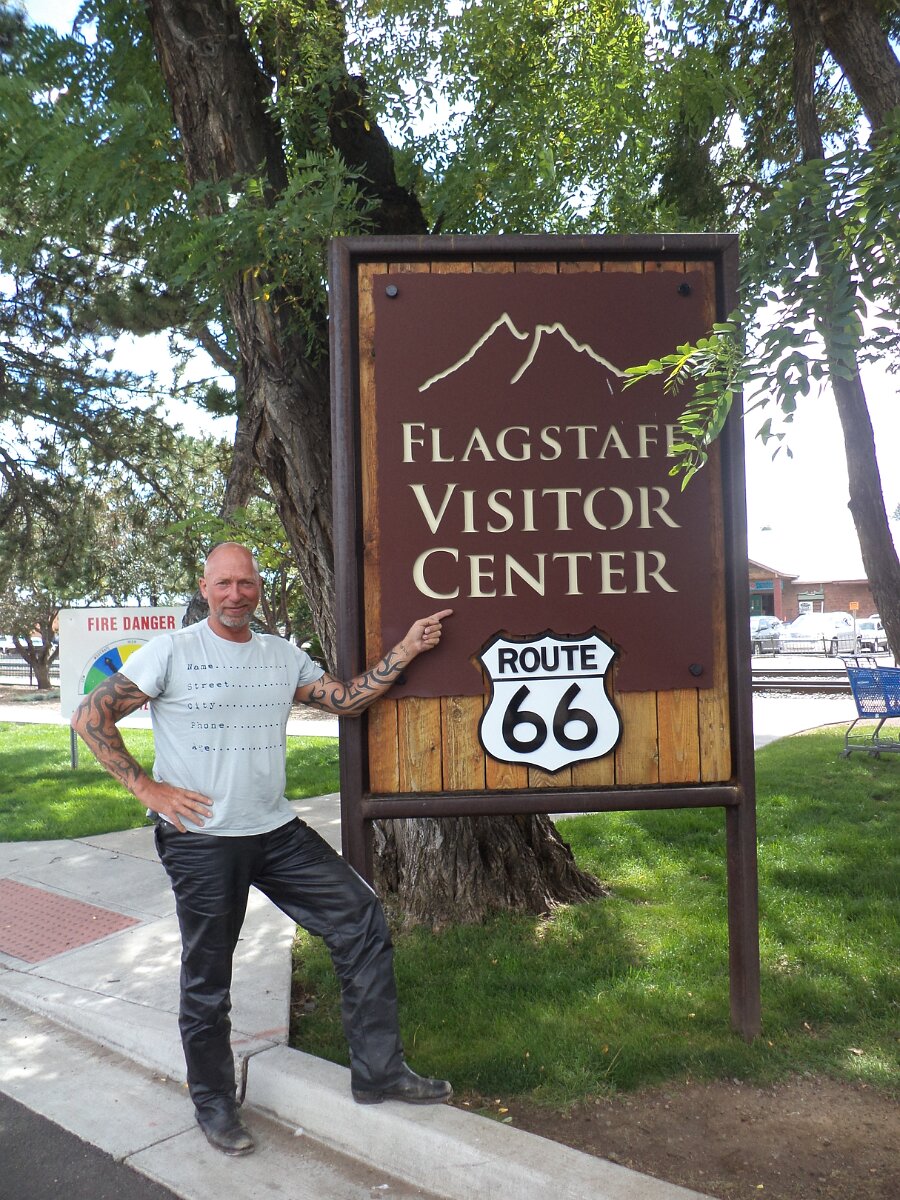 FLAGSTAFF
VISITOR
CENTER
ROUTE
66
FIRE DANGER
Name..............
Street............
City..............
Phone.............
Age...............